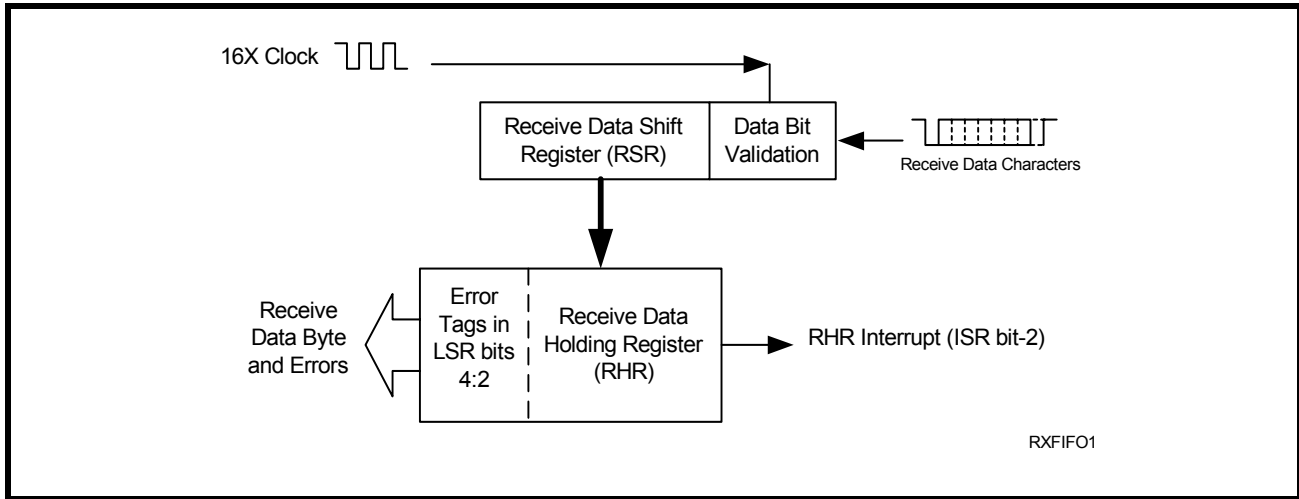 16X Clock
Receive Data Shift
Register (RSR)
Data Bit
Validation
Receive Data Characters
Receive
Data Byte
and Errors
Error
Tags in
LSR bits
4:2
Receive Data
Holding Register
(RHR)
RHR Interrupt (ISR bit-2)
RXFIFO1